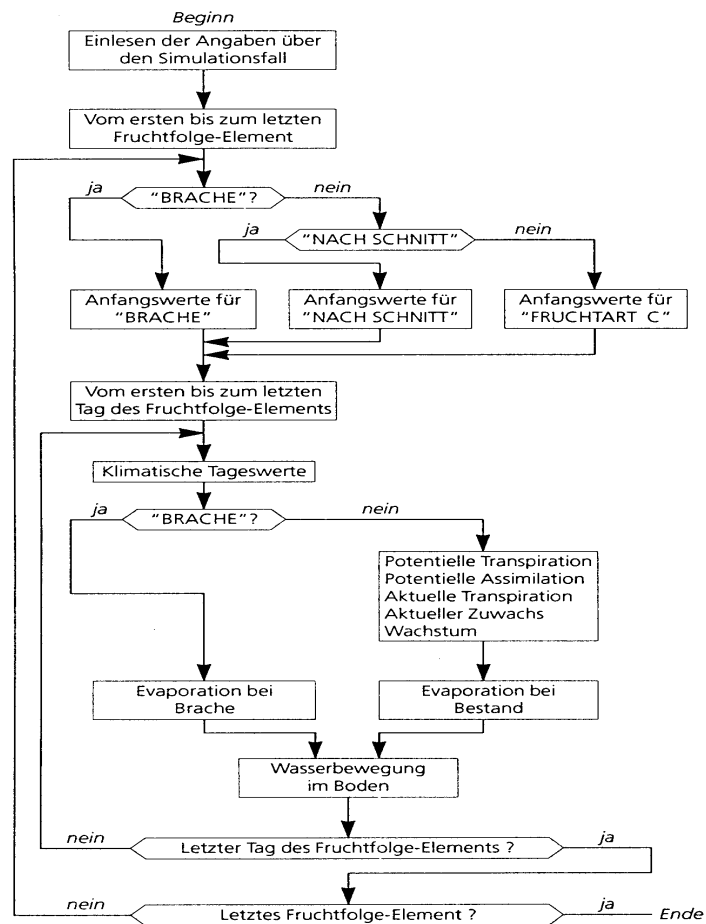 Beginn
Einlesen der Angaben über
den Simulationsfall
Vom ersten bis zum letzten
Fruchtfolge-Element
ja
"BRACHE"?
nein
ja
"NACH SCHNITT"
nein
Anfangswerte für
"BRACHE"
Anfangswerte für
"NACH SCHNITT"
Anfangswerte für
"FRUCHTART C"
Vom ersten bis zum letzten
Tag des Fruchtfolge-Elements
Klimatische Tageswerte
ja
"BRACHE"?
nein
Potentielle Transpiration
Potentielle Assimilation
Aktuelle Transpiration
Aktueller Zuwachs
Wachstum
Evaporation bei
Brache
Evaporation bei
Bestand
Wasserbewegung
im Boden
nein
Letzter Tag des Fruchtfolge-Elements ?
ja
nein
Letztes Fruchtfolge-Element ?
ja
Ende